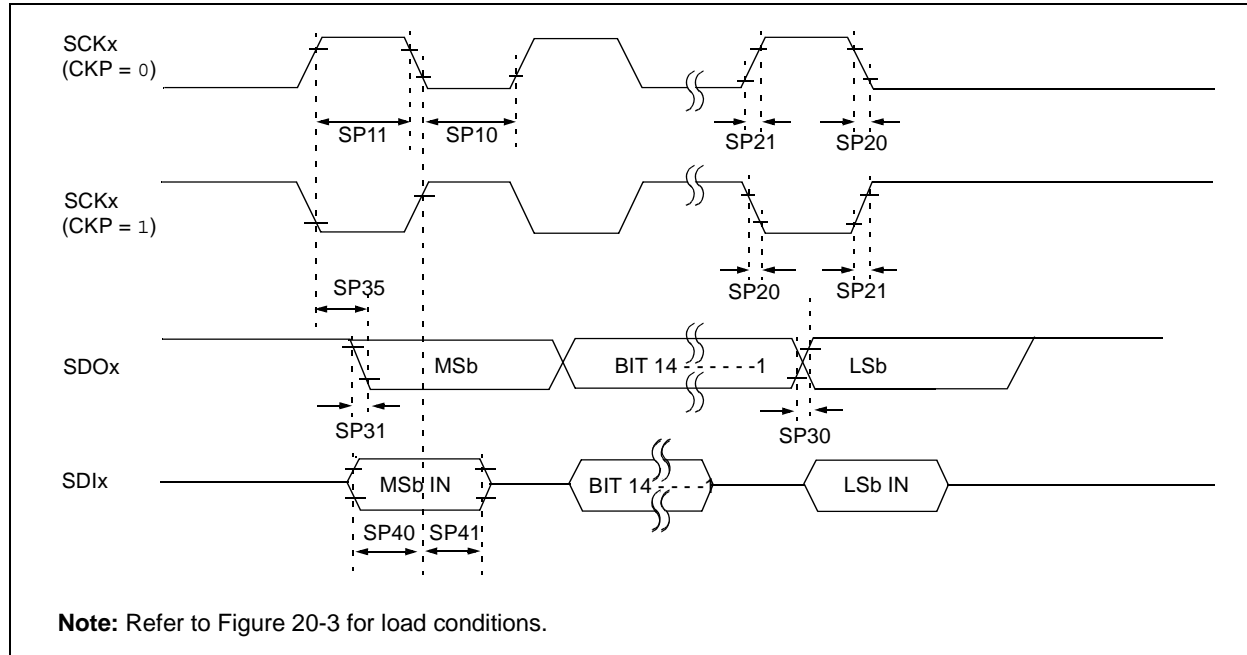 SCKx
(CKP = 0)
SP11
SP10
SP21
SP20
SCKx
(CKP = 1)
SP35
SP20
SP21
SDOx
MSb
BIT 14 - - - - - -1
LSb
SP31
SP30
SDIx
MSb IN
BIT 14 - - - -1
LSb IN
SP40
SP41
Note: Refer to Figure 20-3 for load conditions.